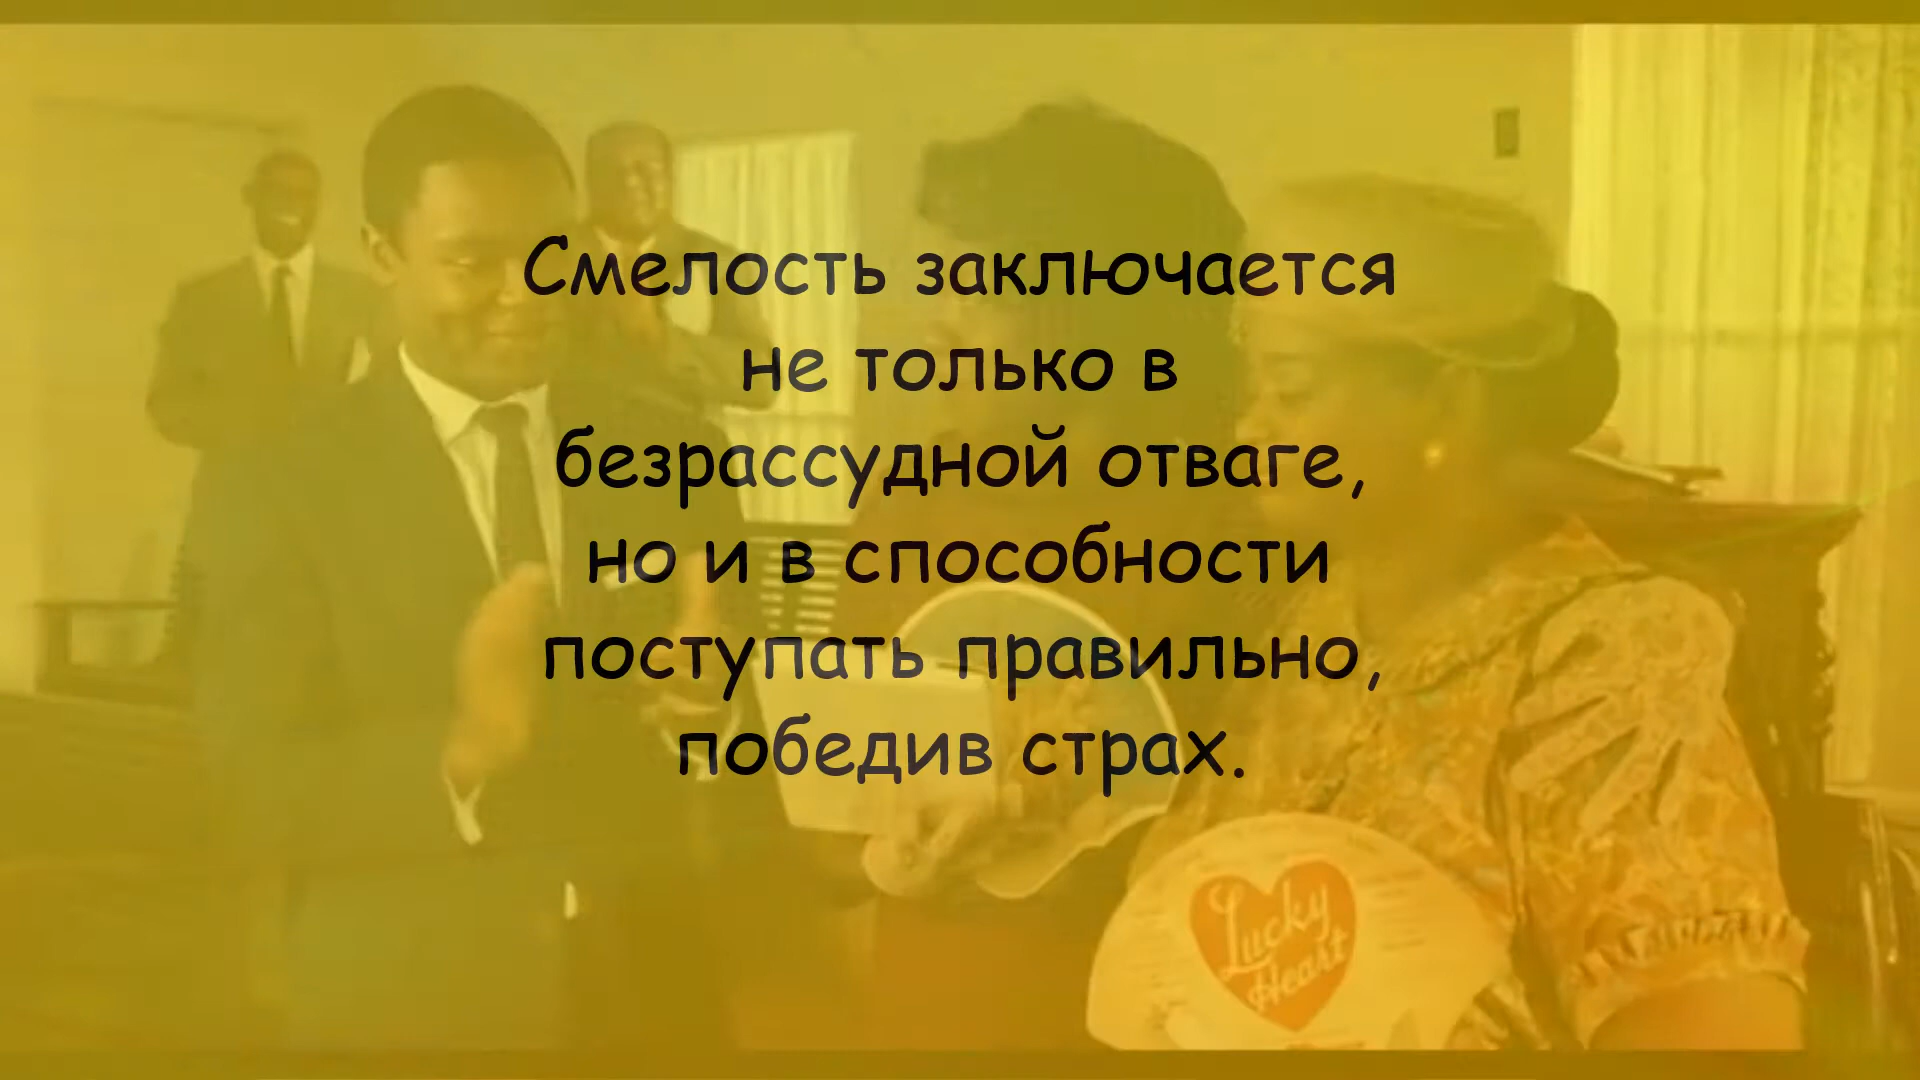 Смелость заключается
не только в
безрассудной отваге,
но и в способности
поступать правильно,
победив страх.
Lucky
Heart